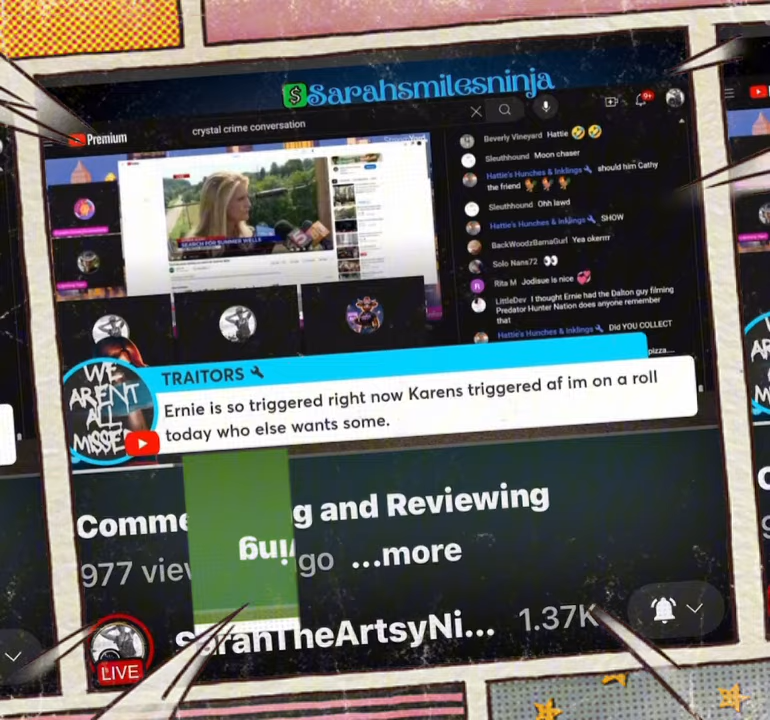 $Sarahsmilesninja
Premium
crystal crime conversation
9+
SEARCH FOR SUMMER WELLS
Beverly Vineyard Hattie 🤣🤣
Sleuthhound Moon chaser
Hattie's Hunches & Inklings should him Cathy
the friend
Sleuthhound Ohh lawd
Hattie's Hunches & Inklings SHOW
BackWoodzBamaGurl Yea okerrrr
Solo Nans72 👀
R Rita M Jodisue is nice 💞
LittleDev I thought Ernie had the Dalton guy filming
Predator Hunter Nation does anyone remember
that
Hattie's Hunches & Inklings Did YOU COLLECT
pizza....
WE
AREN'T
ALL
MISSE
TRAITORS
Ernie is so triggered right now Karens triggered af im on a roll
today who else wants some.
Comme g and Reviewing
ing
977 view go ...more
SarahTheArtsyNi... 1.37K
LIVE